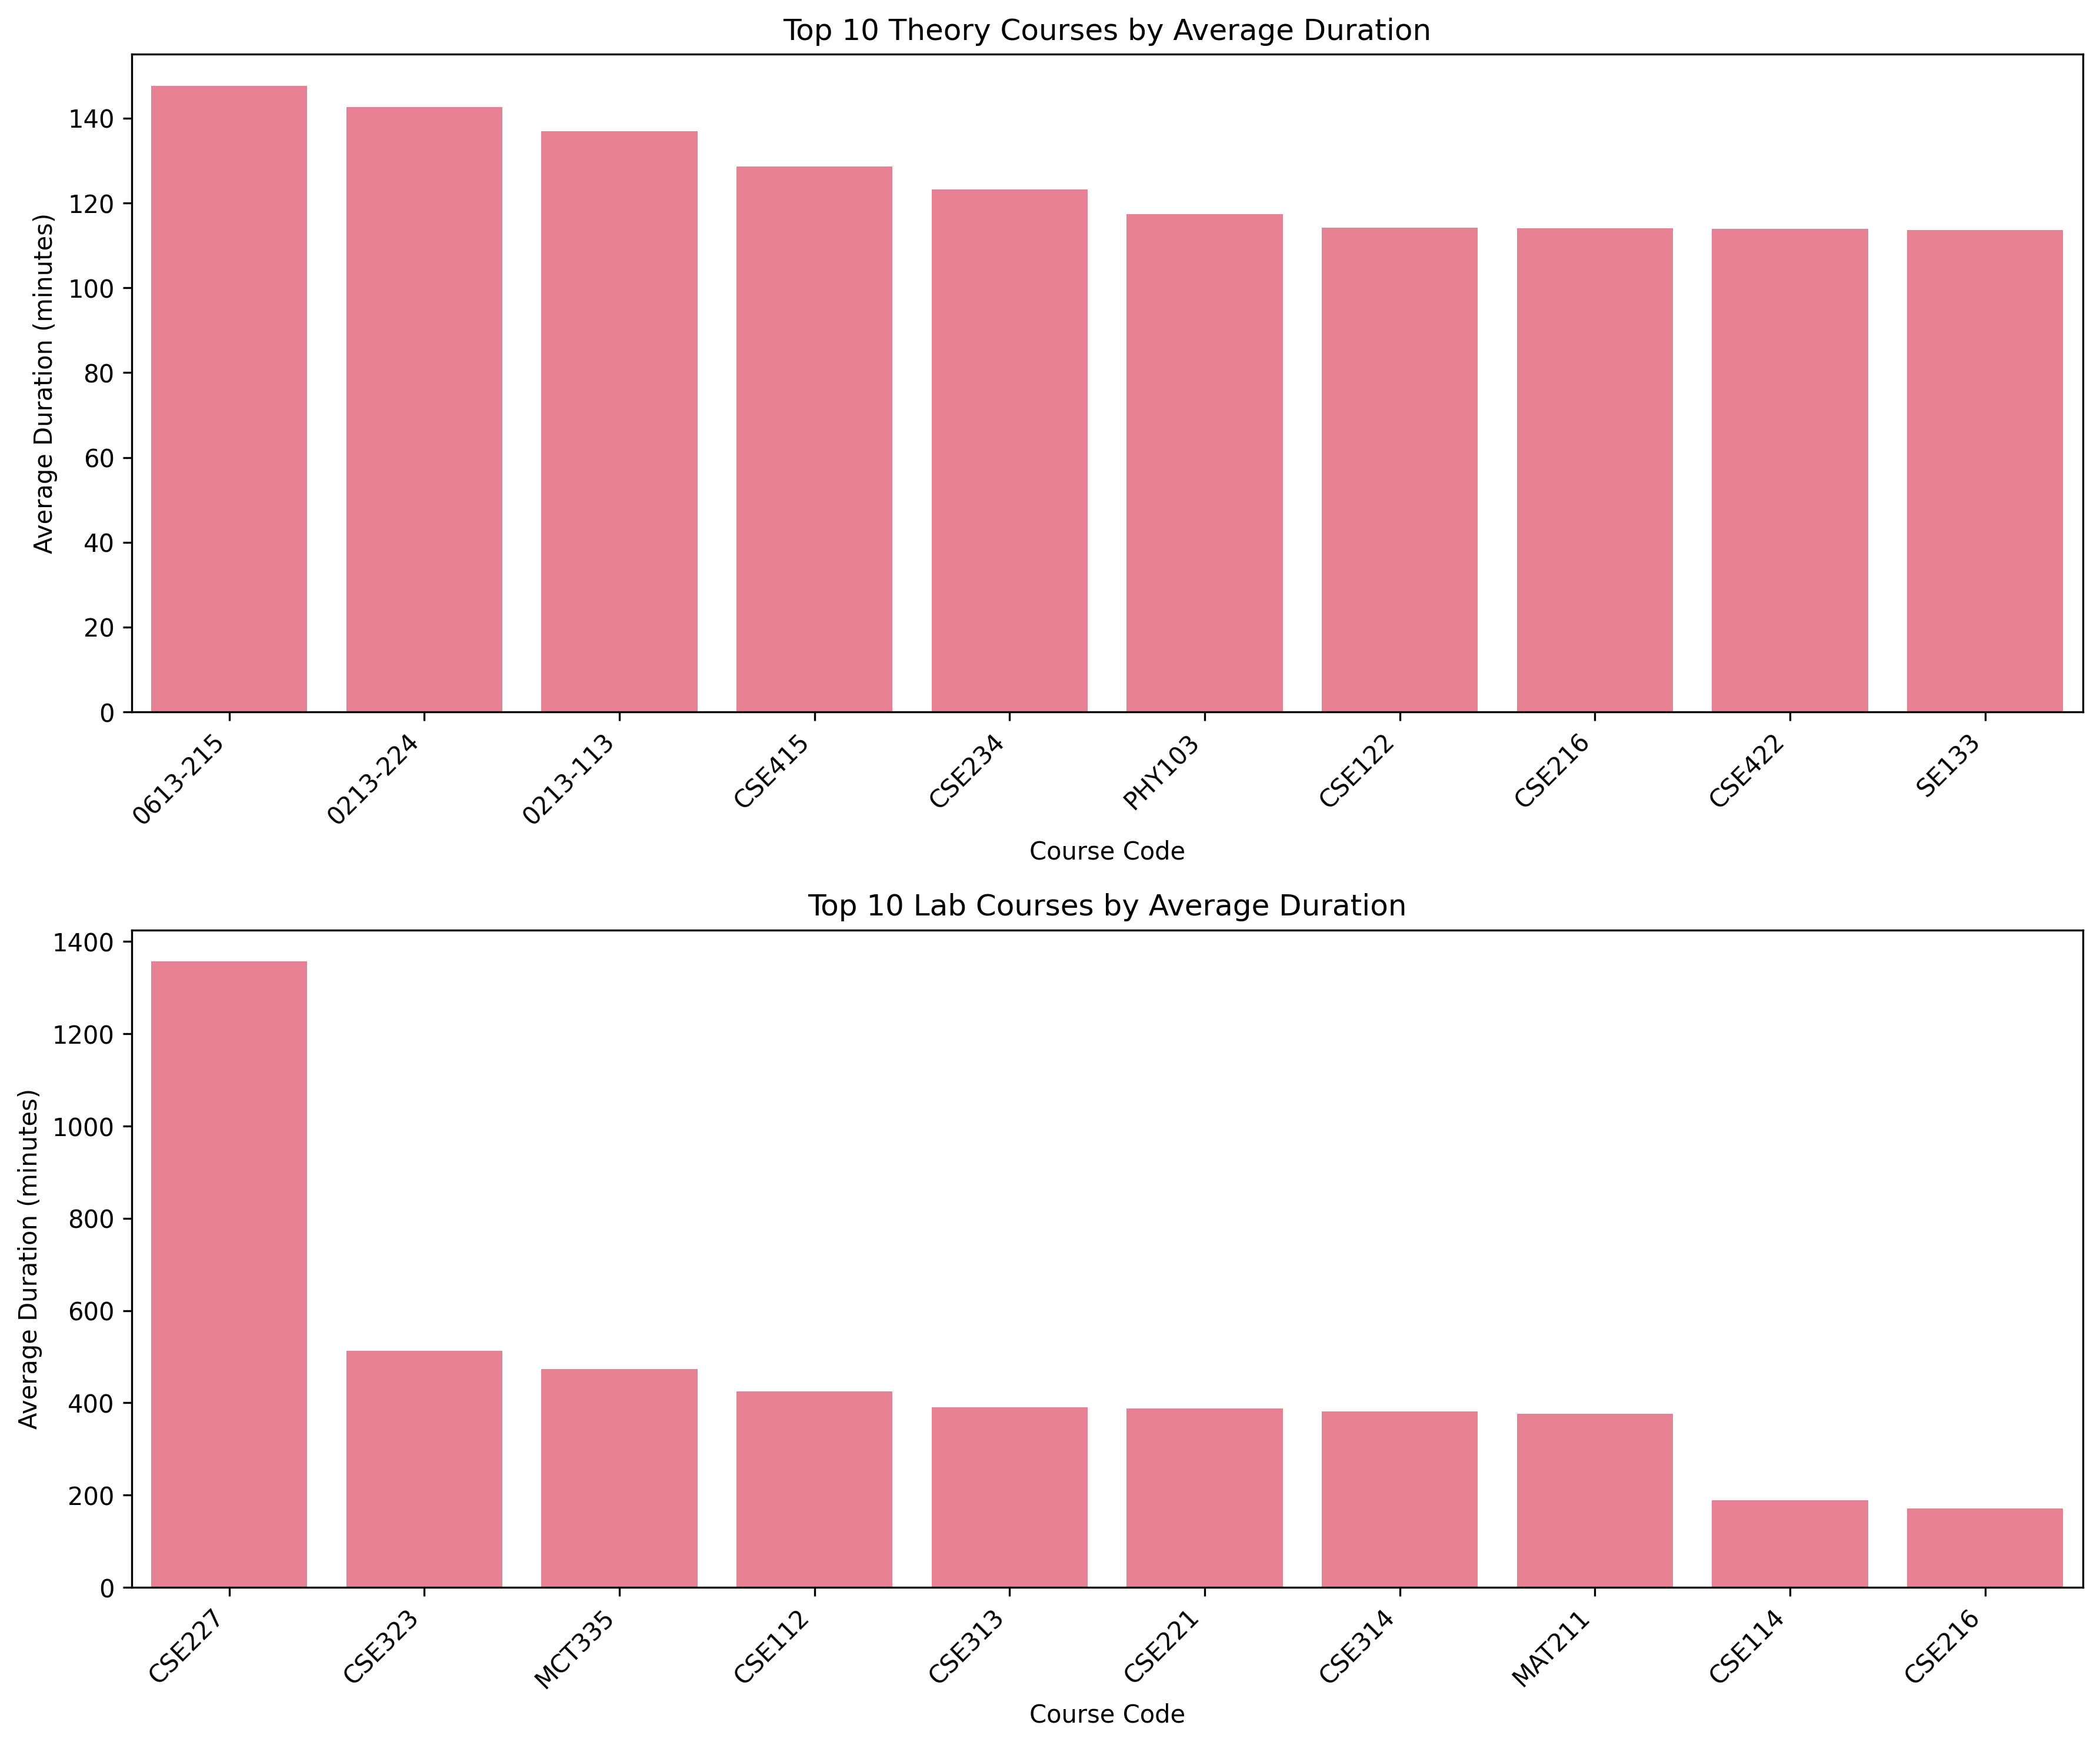 Top 10 Theory Courses by Average Duration
Average Duration (minutes)
140
120
100
80
60
40
20
0
0613-215
0213-224
0213-113
CSE415
CSE234
PHY103
CSE122
CSE216
CSE422
SE133
Course Code
Top 10 Lab Courses by Average Duration
Average Duration (minutes)
1400
1200
1000
800
600
400
200
0
CSE227
CSE323
MCT335
CSE112
CSE313
CSE221
CSE314
MAT211
CSE114
CSE216
Course Code